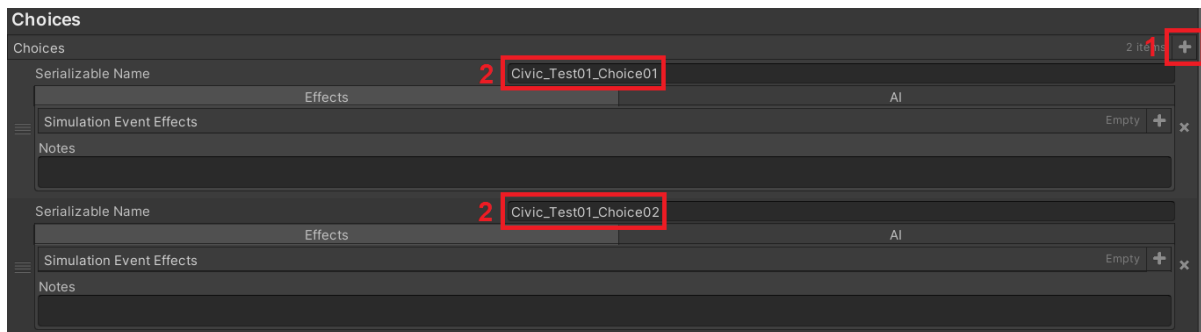 Choices
Choices 2 items 1
Serializable Name 2 Civic_Test01_Choice01
Effects AI
Simulation Event Effects Empty
Notes
Serializable Name 2 Civic_Test01_Choice02
Effects AI
Simulation Event Effects Empty
Notes